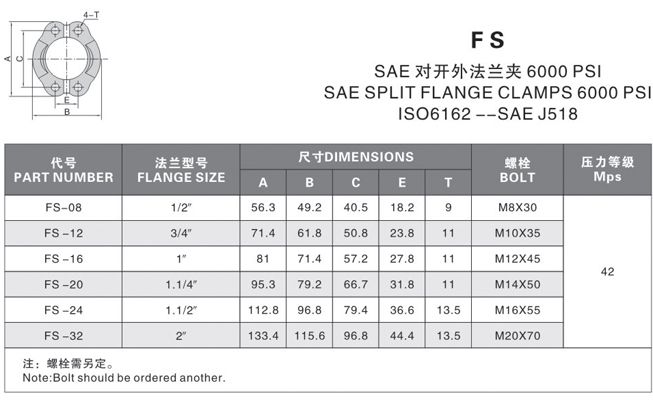 4-T
A
C
E
B
FS
SAE 对开外法兰夹 6000 PSI
SAE SPLIT FLANGE CLAMPS 6000 PSI
ISO6162 --SAE J518
代号 法兰型号 尺寸DIMENSIONS 螺栓 压力等级
PART NUMBER FLANGE SIZE A B C E T BOLT Mps
FS-08 1/2″ 56.3 49.2 40.5 18.2 9 M8X30
FS-12 3/4″ 71.4 61.8 50.8 23.8 11 M10X35
FS-16 1″ 81 71.4 57.2 27.8 11 M12X45
42
FS-20 1.1/4″ 95.3 79.2 66.7 31.8 11 M14X50
FS-24 1.1/2″ 112.8 96.8 79.4 36.6 13.5 M16X55
FS-32 2″ 133.4 115.6 96.8 44.4 13.5 M20X70
注：螺栓需另定。
Note:Bolt should be ordered another.